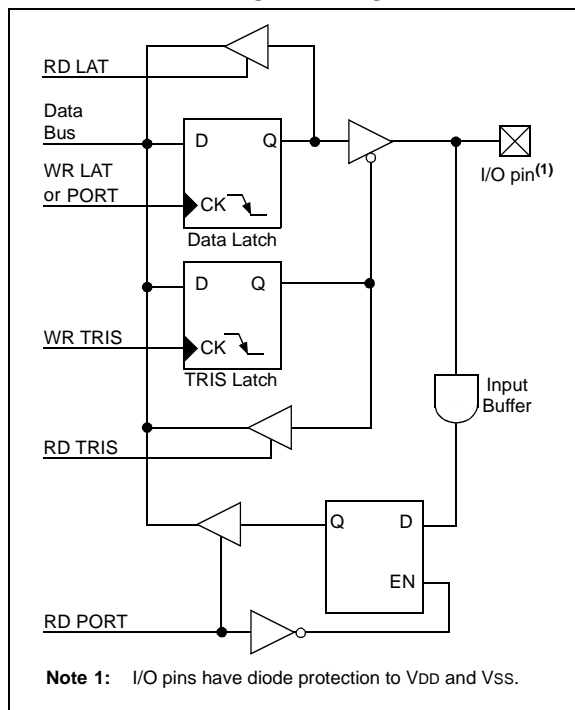 RD LAT
Data
Bus
D Q
WR LAT
or PORT
CK
Data Latch
I/O pin(1)
D Q
WR TRIS
CK
TRIS Latch
Input
Buffer
RD TRIS
Q D
EN
RD PORT
Note 1: I/O pins have diode protection to VDD and VSS.